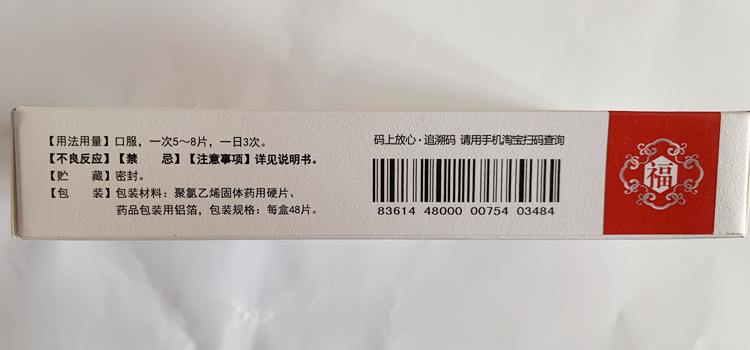 【用法用量】口服，一次5～8片，一日3次。
【不良反应】【禁 忌】【注意事项】详见说明书。
【贮 藏】密封。
【包 装】包装材料：聚氯乙烯固体药用硬片、
药品包装用铝箔，包装规格：每盒48片。
码上放心·追溯码 请用手机淘宝扫码查询
83614 48000 00754 03484
福